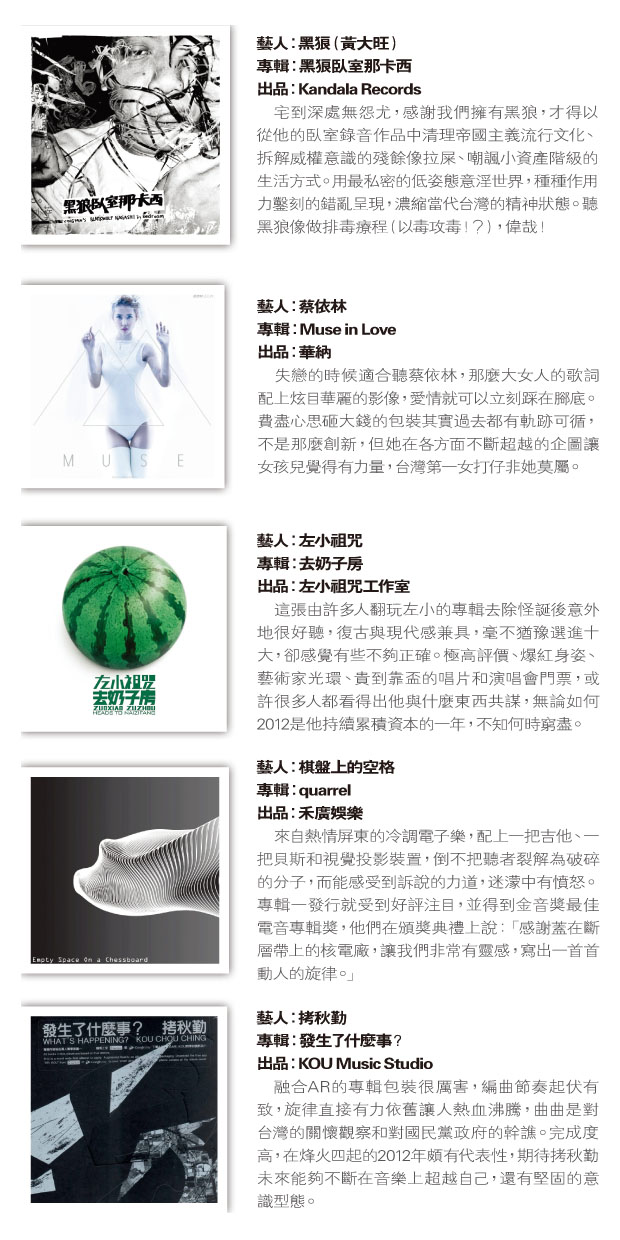 藝人：黑狼（黃大旺）
專輯：黑狼臥室那卡西
出品：Kandala Records
宅到深處無怨尤，感謝我們擁有黑狼，才得以
從他的臥室錄音作品中清理帝國主義流行文化、
拆解威權意識的殘餘像拉屎、嘲諷小資產階級的
生活方式。用最私密的低姿態意淫世界，種種作用
力鑿刻的錯亂呈現，濃縮當代台灣的精神狀態。聽
黑狼像做排毒療程（以毒攻毒！？），偉哉！
黑狼臥室那卡西
藝人：蔡依林
專輯：Muse in Love
出品：華納
失戀的時候適合聽蔡依林，那麼大女人的歌詞
配上炫目華麗的影像，愛情就可以立刻踩在腳底。
費盡心思砸大錢的包裝其實過去都有軌跡可循，
不是那麼創新，但她在各方面不斷超越的企圖讓
女孩兒覺得有力量，台灣第一女打仔非她莫屬。
MUSE
藝人：左小祖咒
專輯：去奶子房
出品：左小祖咒工作室
這張由許多人翻玩左小的專輯去除怪誕後意外
地很好聽，復古與現代感兼具，毫不猶豫選進十
大，卻感覺有些不夠正確。極高評價、爆紅身姿、
藝術家光環、貴到靠盃的唱片和演唱會門票，或
許很多人都看得出他與什麼東西共謀，無論如何
2012是他持續累積資本的一年，不知何時窮盡。
左小祖咒
去奶子房
ZUOXIAO ZUZHOU
HEADS TO NAIZIFANG
藝人：棋盤上的空格
專輯：quarrel
出品：禾廣娛樂
來自熱情屏東的冷調電子樂，配上一把吉他、一
把貝斯和視覺投影裝置，倒不把聽者裂解為破碎
的分子，而能感受到訴說的力道，迷濛中有憤怒。
專輯一發行就受到好評注目，並得到金音獎最佳
電音專輯獎，他們在頒獎典禮上說：「感謝蓋在斷
層帶上的核電廠，讓我們非常有靈感，寫出一首首
動人的旋律。」
Empty Space On a Chessboard
藝人：拷秋勤
專輯：發生了什麼事？
出品：KOU Music Studio
融合AR的專輯包裝很厲害，編曲節奏起伏有
致，旋律直接有力依舊讓人熱血沸騰，曲曲是對
台灣的關懷觀察和對國民黨政府的幹譙。完成度
高，在烽火四起的2012年頗有代表性，期待拷秋勤
未來能夠不斷在音樂上超越自己，還有堅固的意
識型態。
發生了什麼事？ 拷秋勤
WHAT'S HAPPENING? KOU CHOU CHING